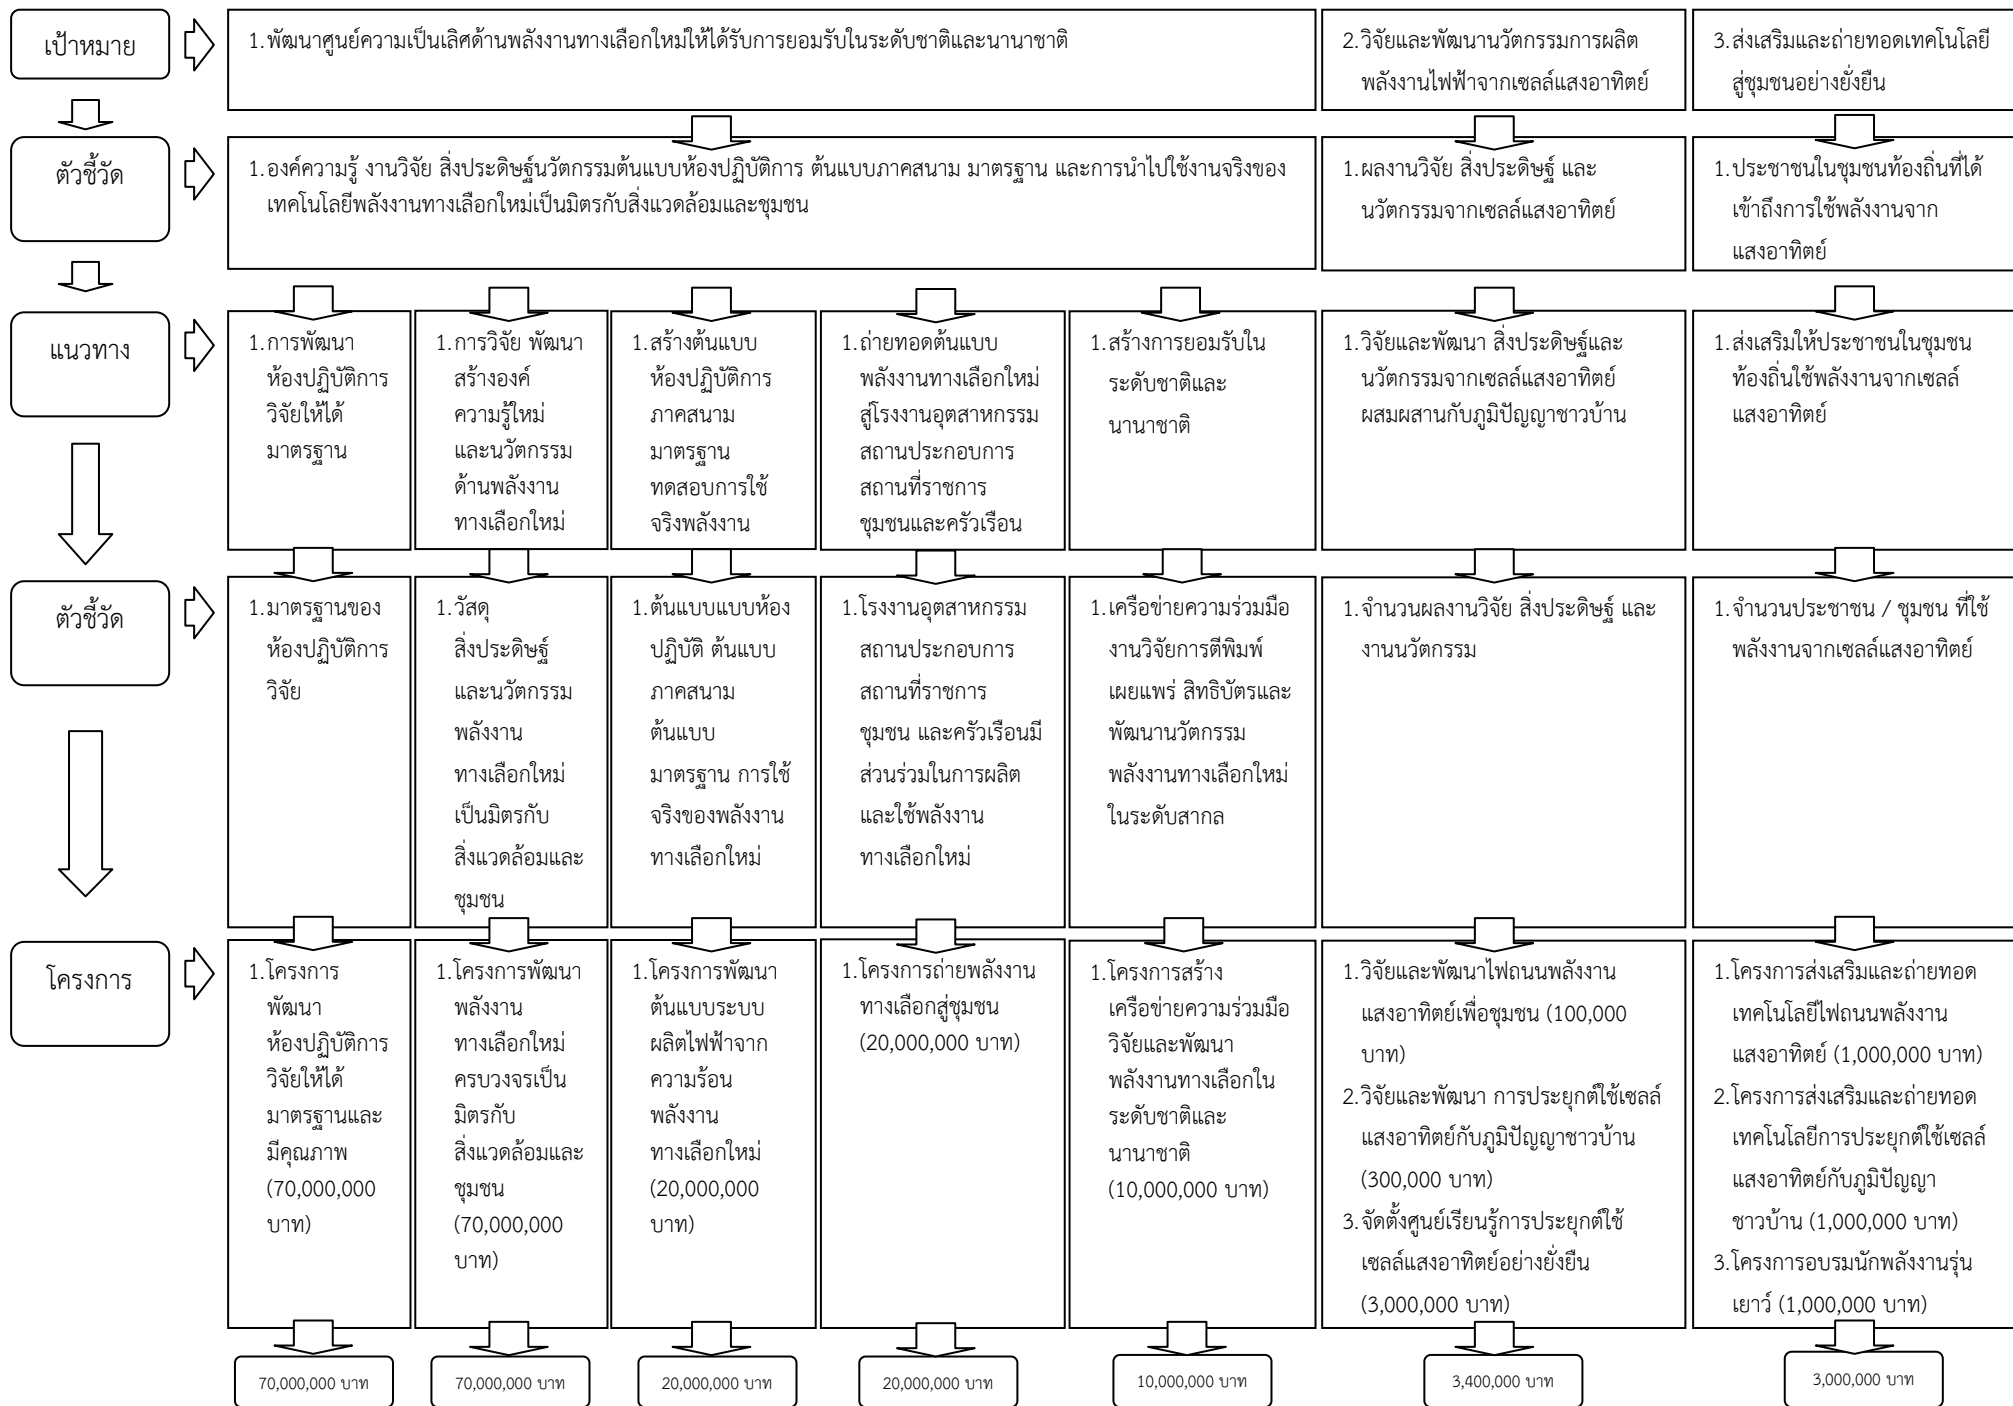 เป้าหมาย
1.พัฒนาศูนย์ความเป็นเลิศด้านพลังงานทางเลือกใหม่ให้ได้รับการยอมรับในระดับชาติและนานาชาติ
2.วิจัยและพัฒนานวัตกรรมการผลิต
พลังงานไฟฟ้าจากเซลล์แสงอาทิตย์
3.ส่งเสริมและถ่ายทอดเทคโนโลยี
สู่ชุมชนอย่างยั่งยืน
ตัวชี้วัด
1.องค์ความรู้ งานวิจัย สิ่งประดิษฐ์นวัตกรรมต้นแบบห้องปฏิบัติการ ต้นแบบภาคสนาม มาตรฐาน และการนำไปใช้งานจริงของ
เทคโนโลยีพลังงานทางเลือกใหม่เป็นมิตรกับสิ่งแวดล้อมและชุมชน
1.ผลงานวิจัย สิ่งประดิษฐ์ และ
นวัตกรรมจากเซลล์แสงอาทิตย์
1.ประชาชนในชุมชนท้องถิ่นที่ได้
เข้าถึงการใช้พลังงานจาก
แสงอาทิตย์
แนวทาง
1.การพัฒนา
ห้องปฏิบัติการ
วิจัยให้ได้
มาตรฐาน
1.การวิจัย พัฒนา
สร้างองค์
ความรู้ใหม่
และนวัตกรรม
ด้านพลังงาน
ทางเลือกใหม่
1.สร้างต้นแบบ
ห้องปฏิบัติการ
ภาคสนาม
มาตรฐาน
ทดสอบการใช้
จริงพลังงาน
1.ถ่ายทอดต้นแบบ
พลังงานทางเลือกใหม่
สู่โรงงานอุตสาหกรรม
สถานประกอบการ
สถานที่ราชการ
ชุมชนและครัวเรือน
1.สร้างการยอมรับใน
ระดับชาติและ
นานาชาติ
1.วิจัยและพัฒนา สิ่งประดิษฐ์และ
นวัตกรรมจากเซลล์แสงอาทิตย์
ผสมผสานกับภูมิปัญญาชาวบ้าน
1.ส่งเสริมให้ประชาชนในชุมชน
ท้องถิ่นใช้พลังงานจากเซลล์
แสงอาทิตย์
ตัวชี้วัด
1.มาตรฐานของ
ห้องปฏิบัติการ
วิจัย
1.วัสดุ
สิ่งประดิษฐ์
และนวัตกรรม
พลังงาน
ทางเลือกใหม่
เป็นมิตรกับ
สิ่งแวดล้อมและ
ชุมชน
1.ต้นแบบแบบห้อง
ปฏิบัติ ต้นแบบ
ภาคสนาม
ต้นแบบ
มาตรฐาน การใช้
จริงของพลังงาน
ทางเลือกใหม่
1.โรงงานอุตสาหกรรม
สถานประกอบการ
สถานที่ราชการ
ชุมชน และครัวเรือนมี
ส่วนร่วมในการผลิต
และใช้พลังงาน
ทางเลือกใหม่
1.เครือข่ายความร่วมมือ
งานวิจัยการตีพิมพ์
เผยแพร่ สิทธิบัตรและ
พัฒนานวัตกรรม
พลังงานทางเลือกใหม่
ในระดับสากล
1.จำนวนผลงานวิจัย สิ่งประดิษฐ์ และ
งานนวัตกรรม
1.จำนวนประชาชน / ชุมชน ที่ใช้
พลังงานจากเซลล์แสงอาทิตย์
โครงการ
1.โครงการ
พัฒนา
ห้องปฏิบัติการ
วิจัยให้ได้
มาตรฐานและ
มีคุณภาพ
(70,000,000
บาท)
1.โครงการพัฒนา
พลังงาน
ทางเลือกใหม่
ครบวงจรเป็น
มิตรกับ
สิ่งแวดล้อมและ
ชุมชน
(70,000,000
บาท)
1.โครงการพัฒนา
ต้นแบบระบบ
ผลิตไฟฟ้าจาก
ความร้อน
พลังงาน
ทางเลือกใหม่
(20,000,000
บาท)
1.โครงการถ่ายพลังงาน
ทางเลือกสู่ชุมชน
(20,000,000 บาท)
1.โครงการสร้าง
เครือข่ายความร่วมมือ
วิจัยและพัฒนา
พลังงานทางเลือกใน
ระดับชาติและ
นานาชาติ
(10,000,000 บาท)
1.วิจัยและพัฒนาไฟถนนพลังงาน
แสงอาทิตย์เพื่อชุมชน (100,000
บาท)
2.วิจัยและพัฒนา การประยุกต์ใช้เซลล์
แสงอาทิตย์กับภูมิปัญญาชาวบ้าน
(300,000 บาท)
3.จัดตั้งศูนย์เรียนรู้การประยุกต์ใช้
เซลล์แสงอาทิตย์อย่างยั่งยืน
(3,000,000 บาท)
1.โครงการส่งเสริมและถ่ายทอด
เทคโนโลยีไฟถนนพลังงาน
แสงอาทิตย์ (1,000,000 บาท)
2.โครงการส่งเสริมและถ่ายทอด
เทคโนโลยีการประยุกต์ใช้เซลล์
แสงอาทิตย์กับภูมิปัญญา
ชาวบ้าน (1,000,000 บาท)
3.โครงการอบรมนักพลังงานรุ่น
เยาว์ (1,000,000 บาท)
70,000,000 บาท
70,000,000 บาท
20,000,000 บาท
20,000,000 บาท
10,000,000 บาท
3,400,000 บาท
3,000,000 บาท